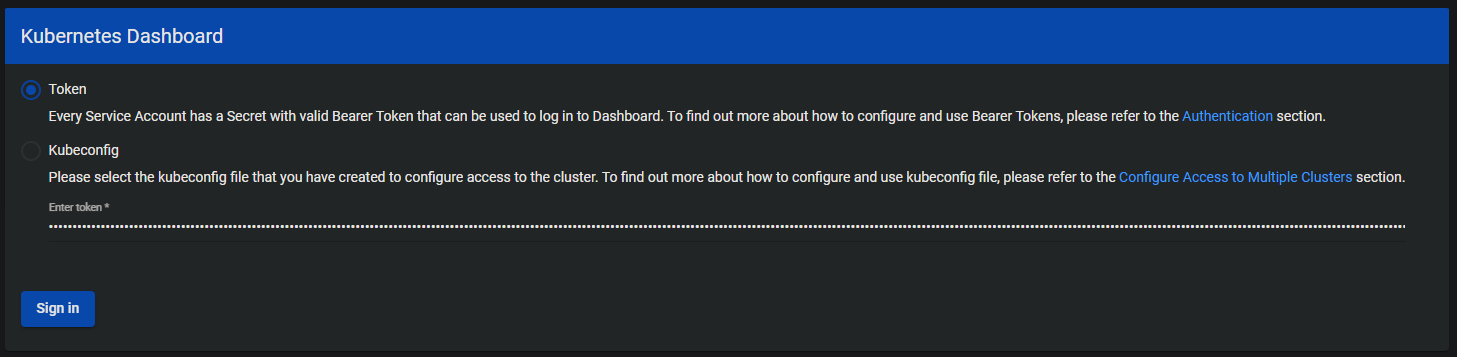 Kubernetes Dashboard
Token
Every Service Account has a Secret with valid Bearer Token that can be used to log in to Dashboard. To find out more about how to configure and use Bearer Tokens, please refer to the Authentication section.
Kubeconfig
Please select the kubeconfig file that you have created to configure access to the cluster. To find out more about how to configure and use kubeconfig file, please refer to the Configure Access to Multiple Clusters section.
Enter token *
Sign in